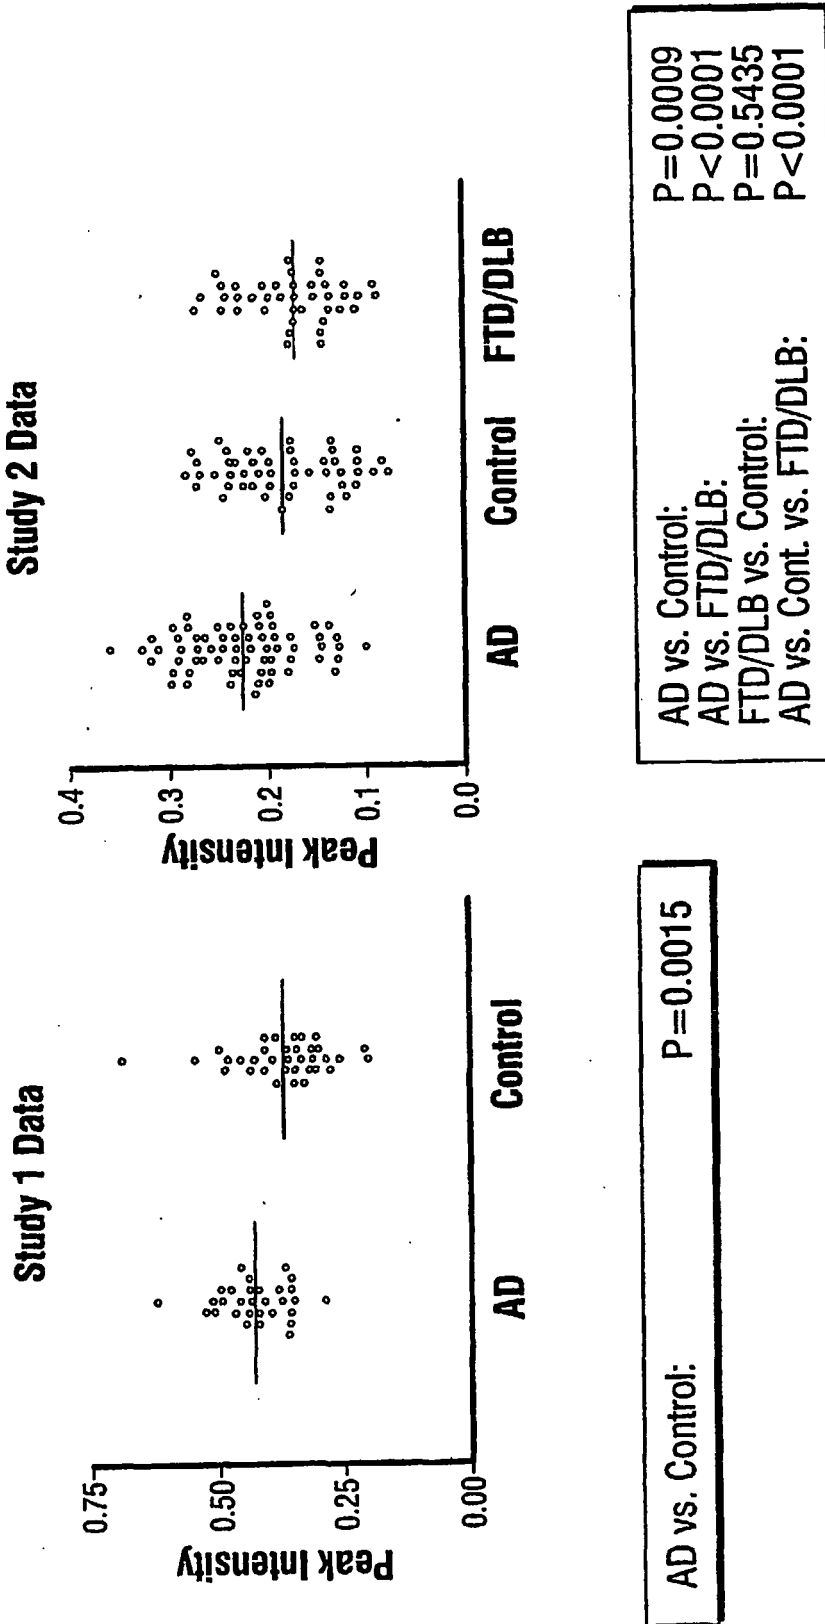 Study 1 Data
Peak Intensity
0.75
0.50
0.25
0.00
AD
Control
AD vs. Control: P=0.0015
Study 2 Data
Peak Intensity
0.4
0.3
0.2
0.1
0.0
AD
Control
FTD/DLB
AD vs. Control: P=0.0009
AD vs. FTD/DLB: P<0.0001
FTD/DLB vs. Control: P=0.5435
AD vs. Cont. vs. FTD/DLB: P<0.0001